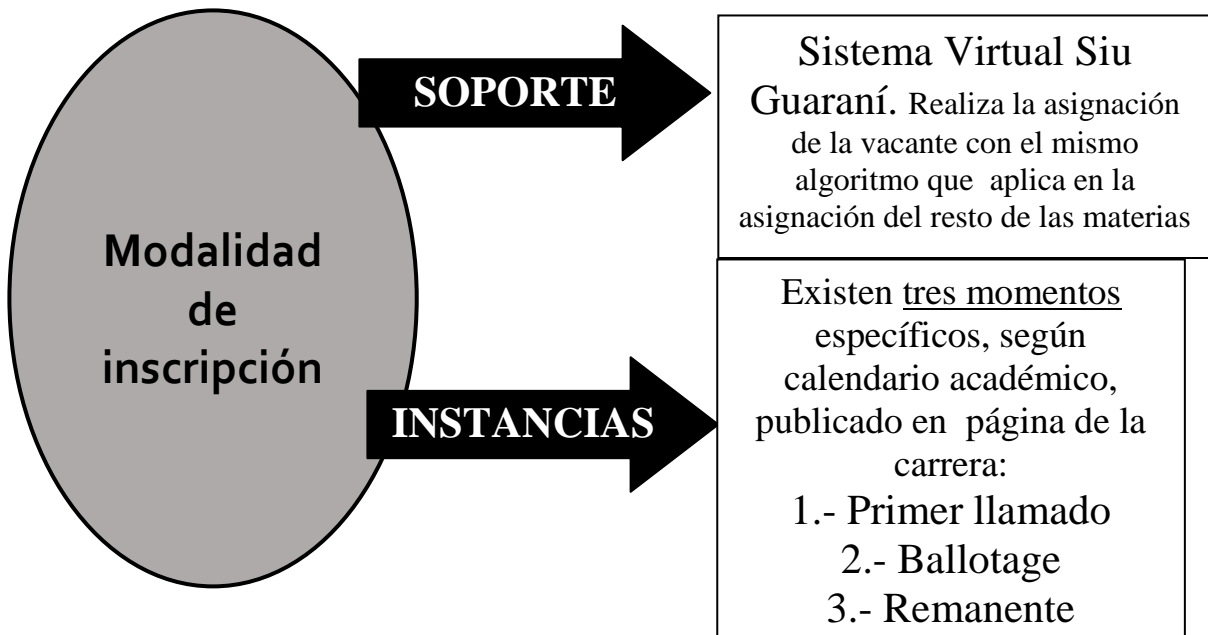 Modalidad
de
inscripción
SOPORTE
Sistema Virtual Siu
Guaraní. Realiza la asignación
de la vacante con el mismo
algoritmo que aplica en la
asignación del resto de las materias
INSTANCIAS
Existen tres momentos
específicos, según
calendario académico,
publicado en página de la
carrera:
1.- Primer llamado
2.- Ballotage
3.- Remanente